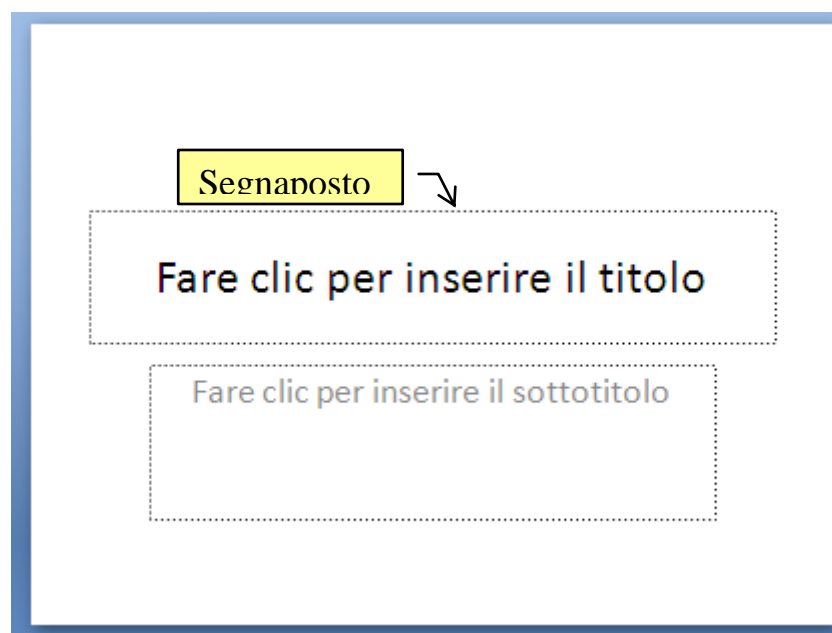 Segnaposto
Fare clic per inserire il titolo
Fare clic per inserire il sottotitolo